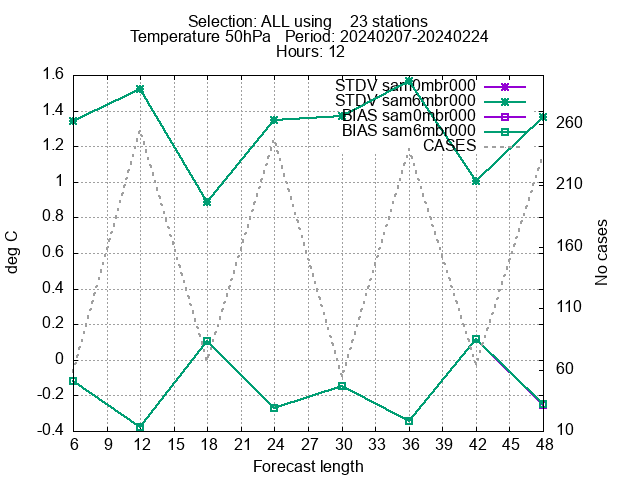 Selection: ALL using    23 stations
Temperature 50hPa   Period: 20240207-20240224
Hours: 12
STDV sam0mbr000
STDV sam6mbr000
BIAS sam0mbr000
BIAS sam6mbr000
CASES
1.6
1.4
1.2
1
0.8
0.6
0.4
0.2
0
-0.2
-0.4
deg C
260
210
160
110
60
10
No cases
6 9 12 15 18 21 24 27 30 33 36 39 42 45 48
Forecast length